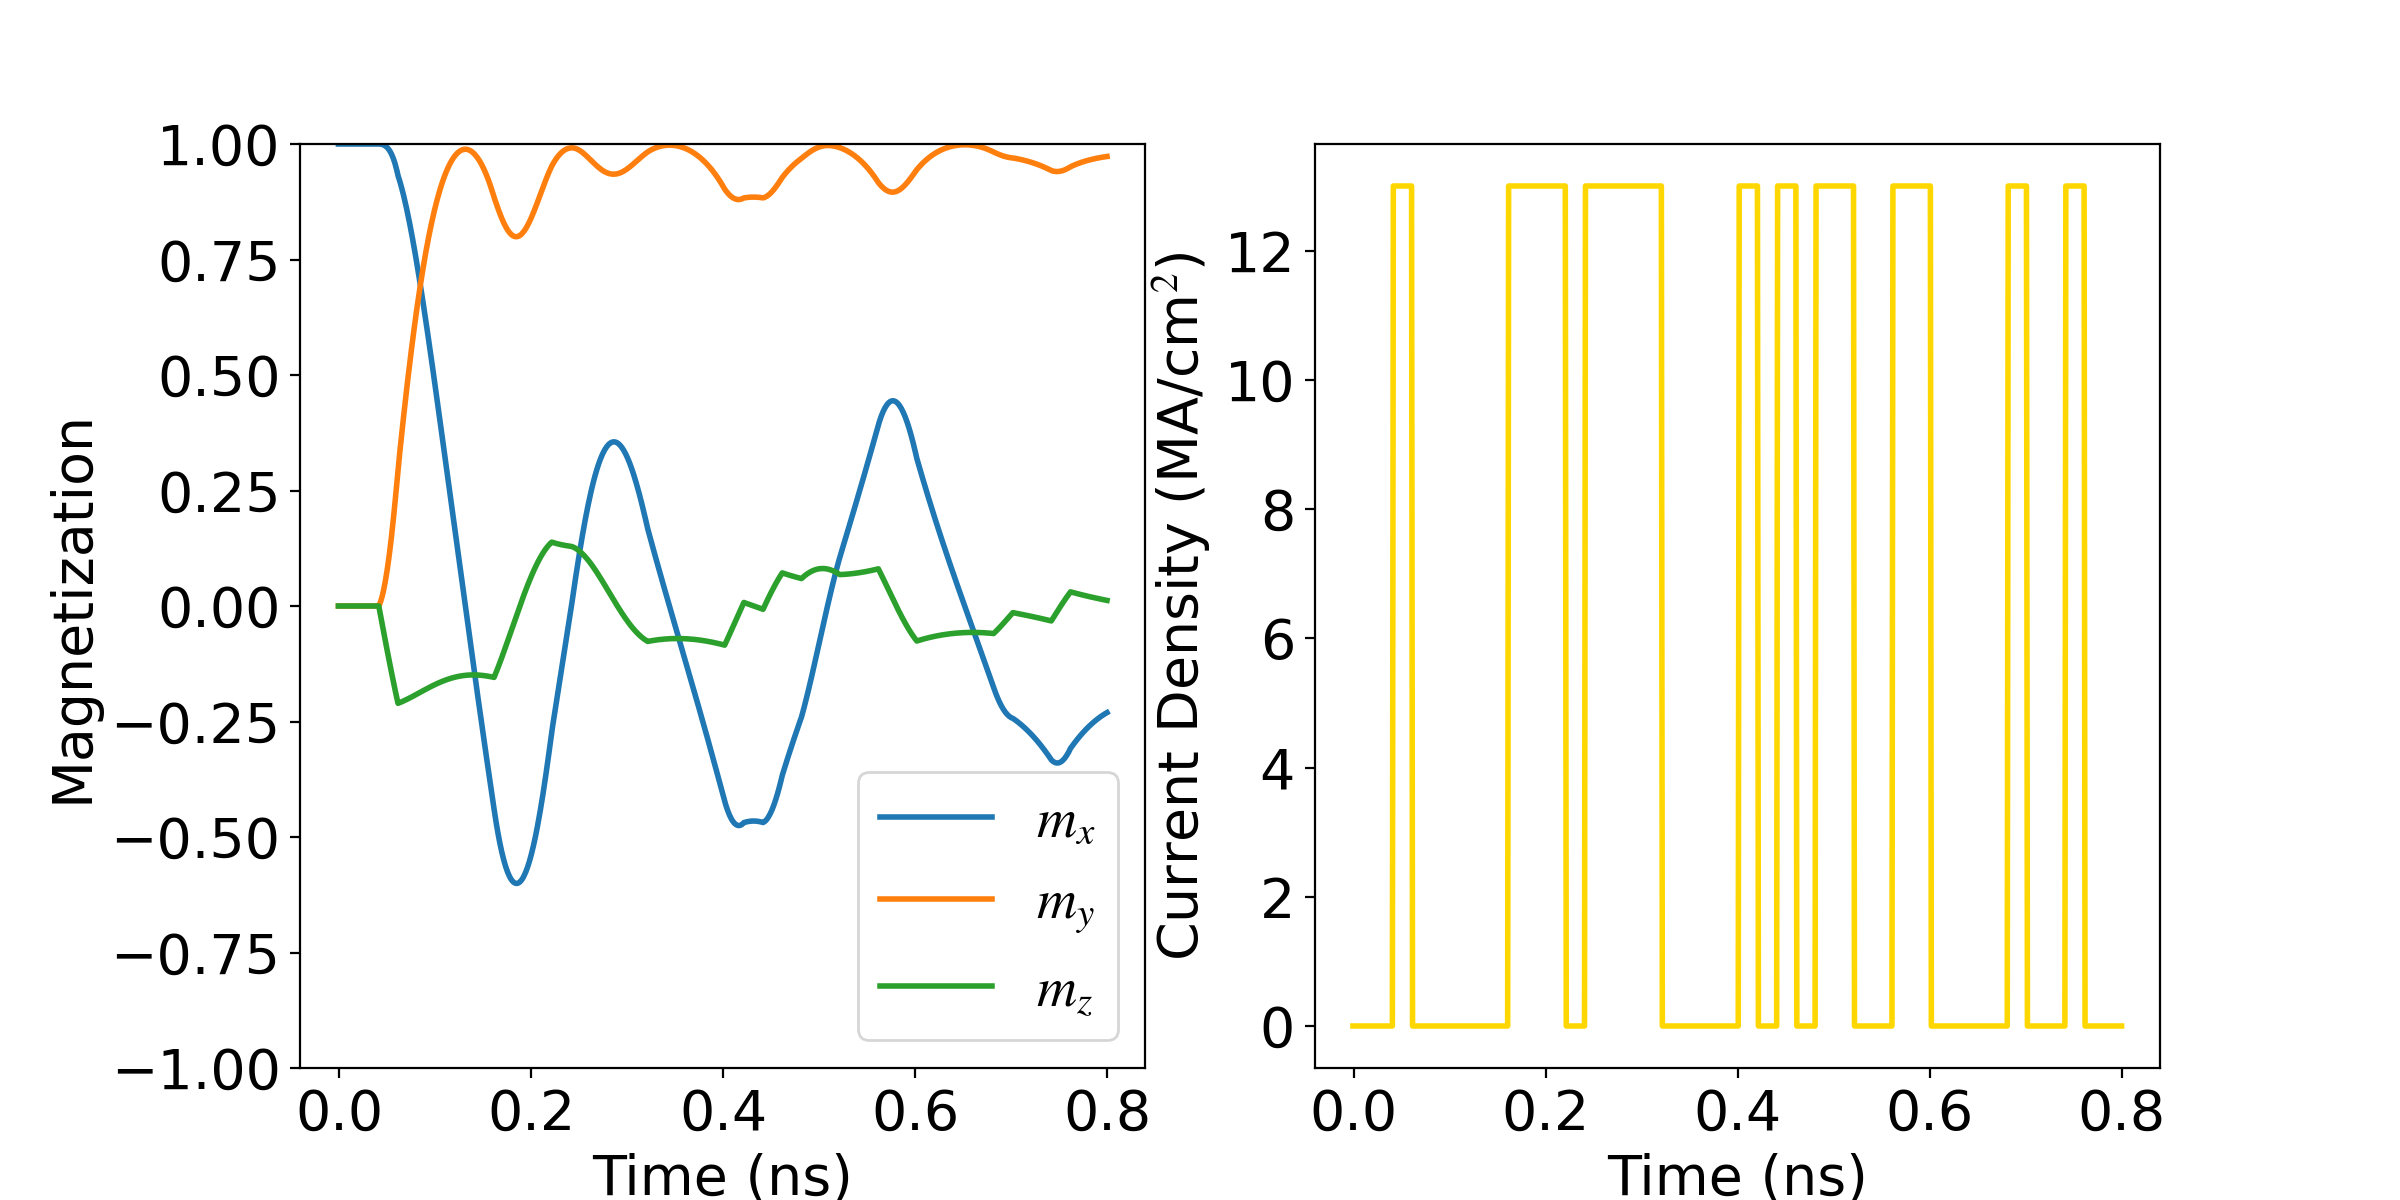 Magnetization
1.00
0.75
0.50
0.25
0.00
−0.25
−0.50
−0.75
−1.00
0.0 0.2 0.4 0.6 0.8
Time (ns)
m_x
m_y
m_z
Current Density (MA/cm²)
12
10
8
6
4
2
0
0.0 0.2 0.4 0.6 0.8
Time (ns)